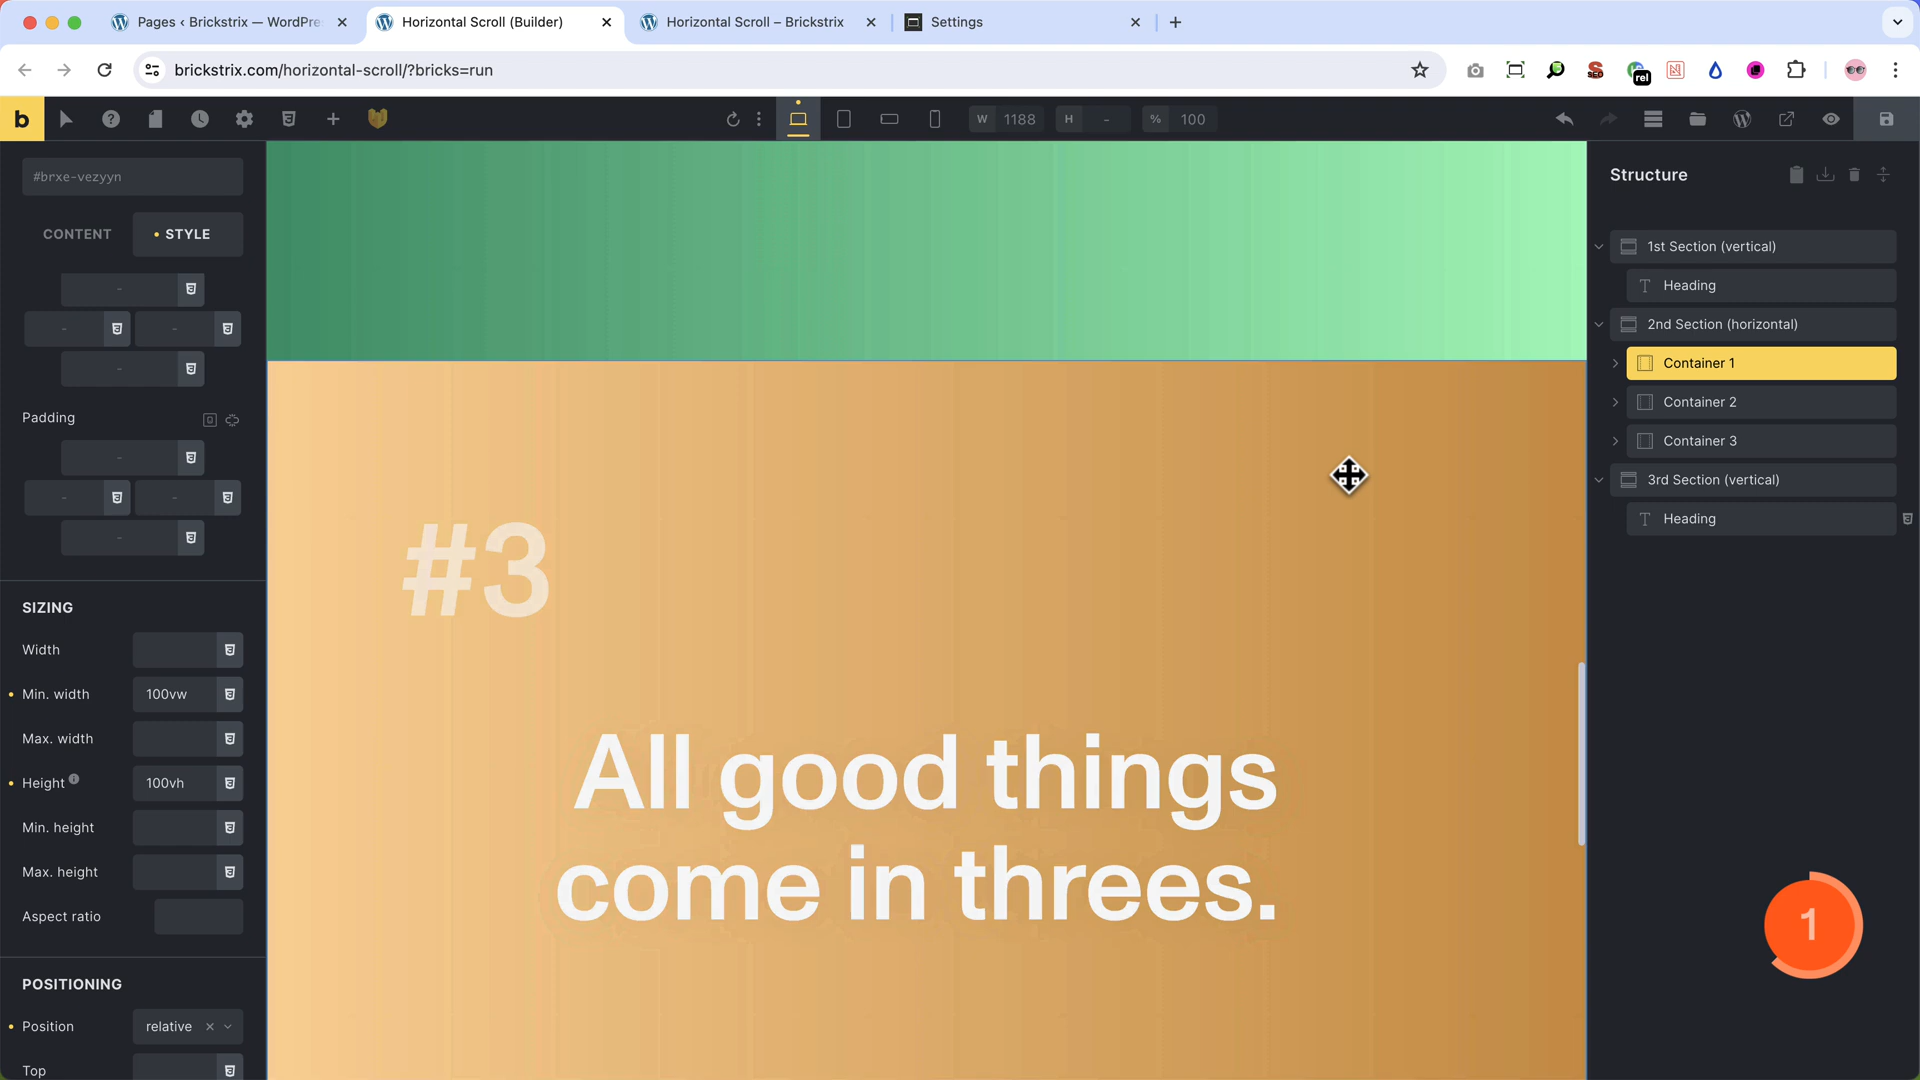 Pages ‹ Brickstrix — WordPre
Horizontal Scroll (Builder)
Horizontal Scroll – Brickstrix
Settings
brickstrix.com/horizontal-scroll/?bricks=run
SEO
rel
b
W 1188
H -
% 100
#brxe-vezyyn
CONTENT
STYLE
Padding
SIZING
Width
Min. width 100vw
Max. width
Height 100vh
Min. height
Max. height
Aspect ratio
POSITIONING
Position relative
Top
#3
All good things
come in threes.
Structure
1st Section (vertical)
Heading
2nd Section (horizontal)
Container 1
Container 2
Container 3
3rd Section (vertical)
Heading
1